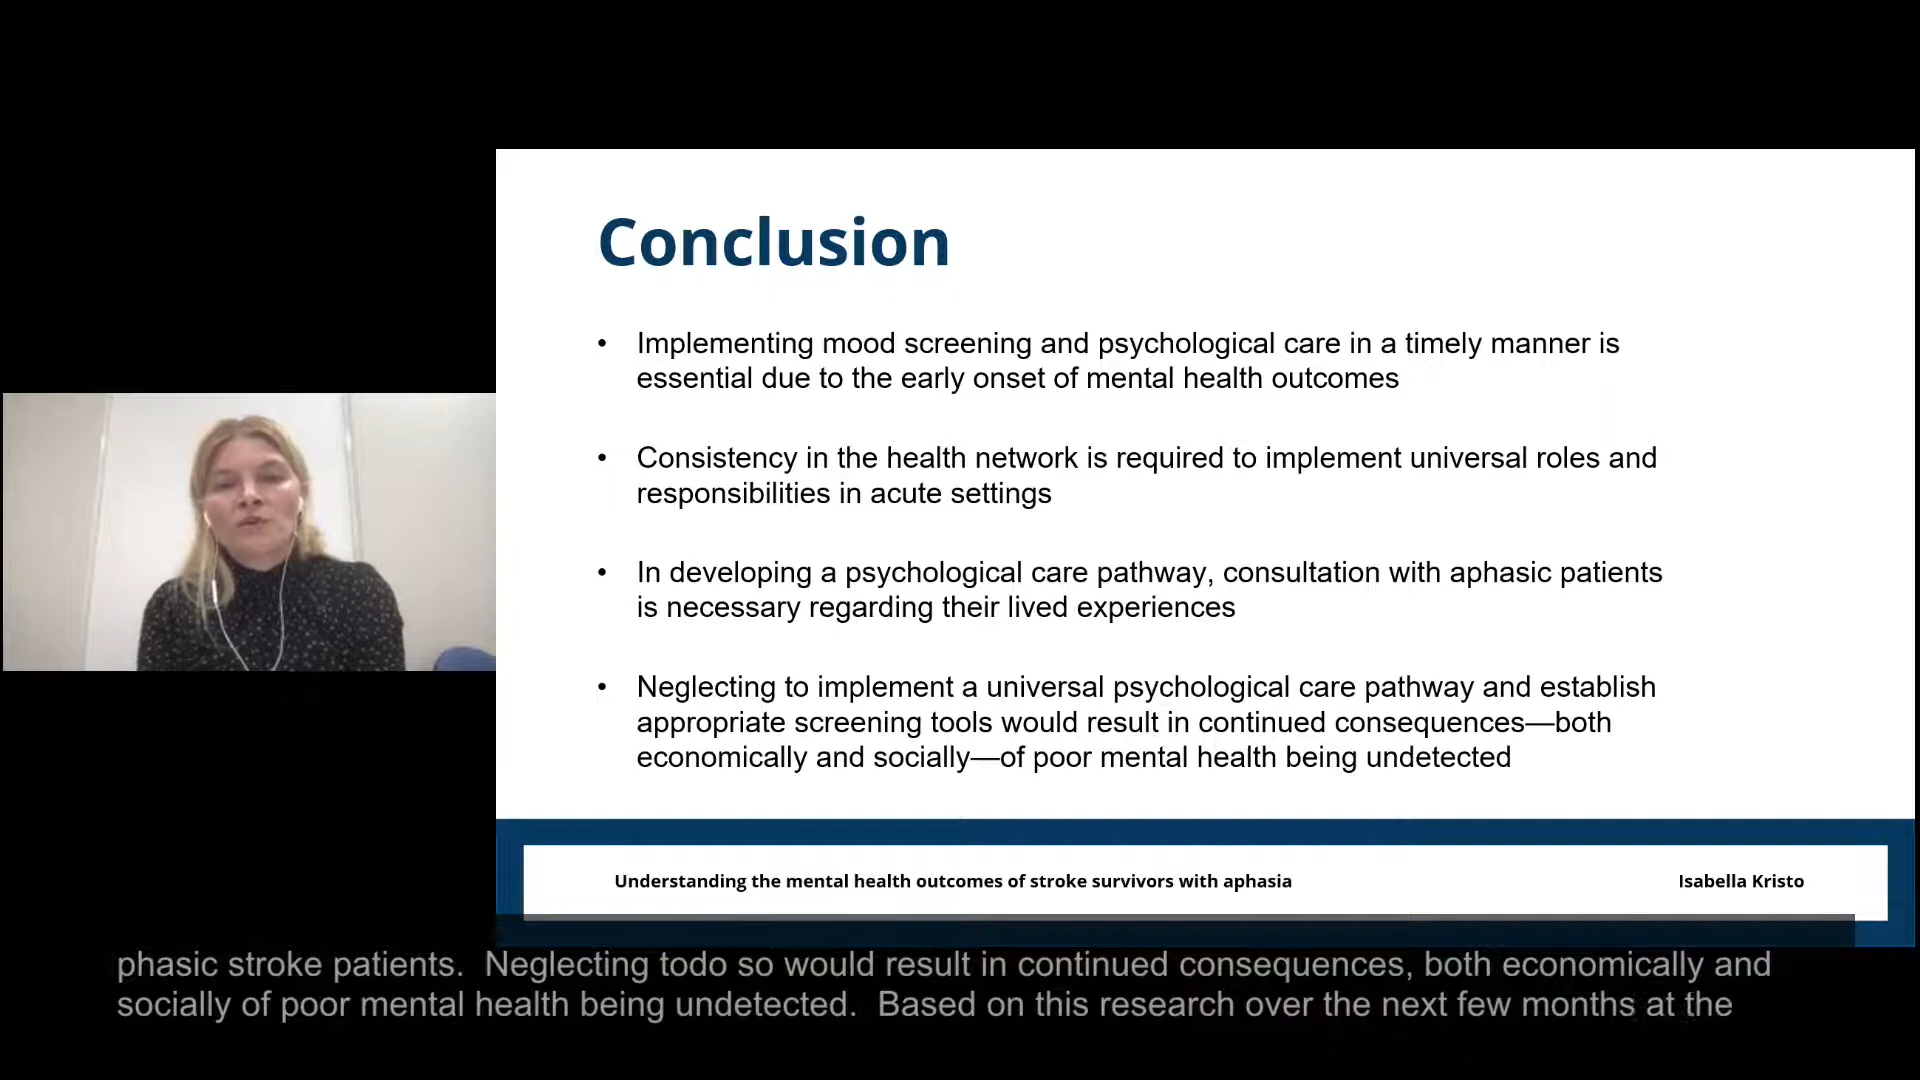 Conclusion
• Implementing mood screening and psychological care in a timely manner is
essential due to the early onset of mental health outcomes
• Consistency in the health network is required to implement universal roles and
responsibilities in acute settings
• In developing a psychological care pathway, consultation with aphasic patients
is necessary regarding their lived experiences
• Neglecting to implement a universal psychological care pathway and establish
appropriate screening tools would result in continued consequences—both
economically and socially—of poor mental health being undetected
Understanding the mental health outcomes of stroke survivors with aphasia
Isabella Kristo
phasic stroke patients.  Neglecting todo so would result in continued consequences, both economically and
socially of poor mental health being undetected.  Based on this research over the next few months at the